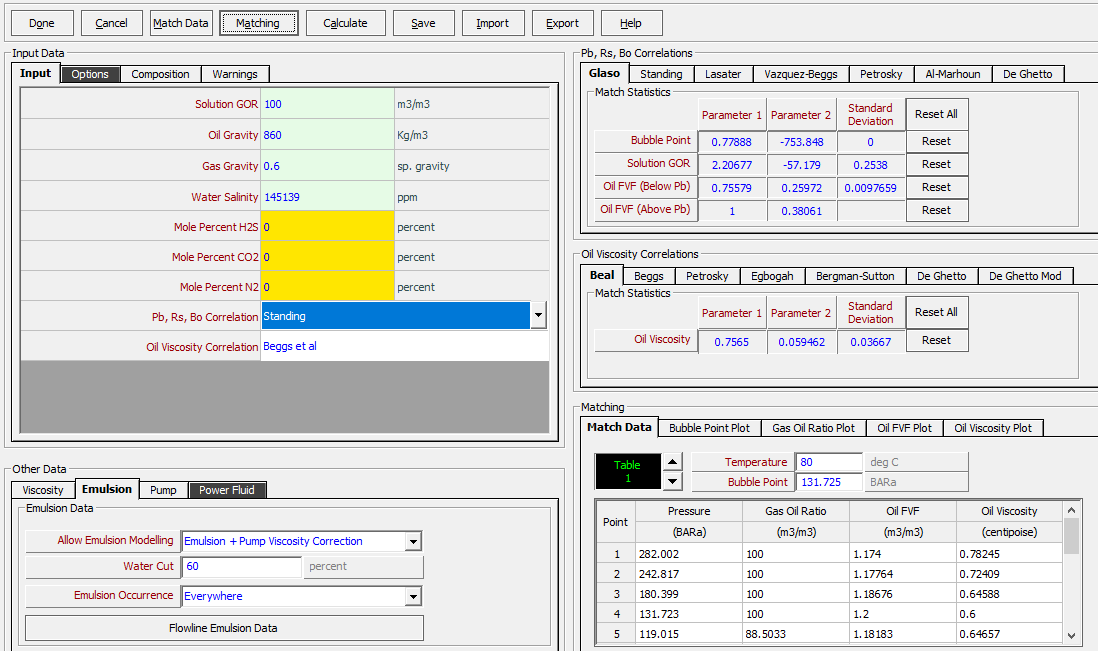 Done Cancel Match Data Matching Calculate Save Import Export Help
Input Data
Input Options Composition Warnings
Solution GOR 100 m3/m3
Oil Gravity 860 Kg/m3
Gas Gravity 0.6 sp. gravity
Water Salinity 145139 ppm
Mole Percent H2S 0 percent
Mole Percent CO2 0 percent
Mole Percent N2 0 percent
Pb, Rs, Bo Correlation Standing
Oil Viscosity Correlation Beggs et al
Other Data
Viscosity Emulsion Pump Power Fluid
Emulsion Data
Allow Emulsion Modelling Emulsion + Pump Viscosity Correction
Water Cut 60 percent
Emulsion Occurrence Everywhere
Flowline Emulsion Data
Pb, Rs, Bo Correlations
Glaso Standing Lasater Vazquez-Beggs Petrosky Al-Marhoun De Ghetto
Match Statistics
Parameter 1 Parameter 2 Standard Deviation Reset All
Bubble Point 0.77888 -753.848 0 Reset
Solution GOR 2.20677 -57.179 0.2538 Reset
Oil FVF (Below Pb) 0.75579 0.25972 0.0097659 Reset
Oil FVF (Above Pb) 1 0.38061 Reset
Oil Viscosity Correlations
Beal Beggs Petrosky Egbogah Bergman-Sutton De Ghetto De Ghetto Mod
Match Statistics
Parameter 1 Parameter 2 Standard Deviation Reset All
Oil Viscosity 0.7565 0.059462 0.03667 Reset
Matching
Match Data Bubble Point Plot Gas Oil Ratio Plot Oil FVF Plot Oil Viscosity Plot
Table 1
Temperature 80 deg C
Bubble Point 131.725 BARa
Point Pressure Gas Oil Ratio Oil FVF Oil Viscosity
(BARa) (m3/m3) (m3/m3) (centipoise)
1 282.002 100 1.174 0.78245
2 242.817 100 1.17764 0.72409
3 180.399 100 1.18676 0.64588
4 131.723 100 1.2 0.6
5 119.015 88.5033 1.18183 0.64657